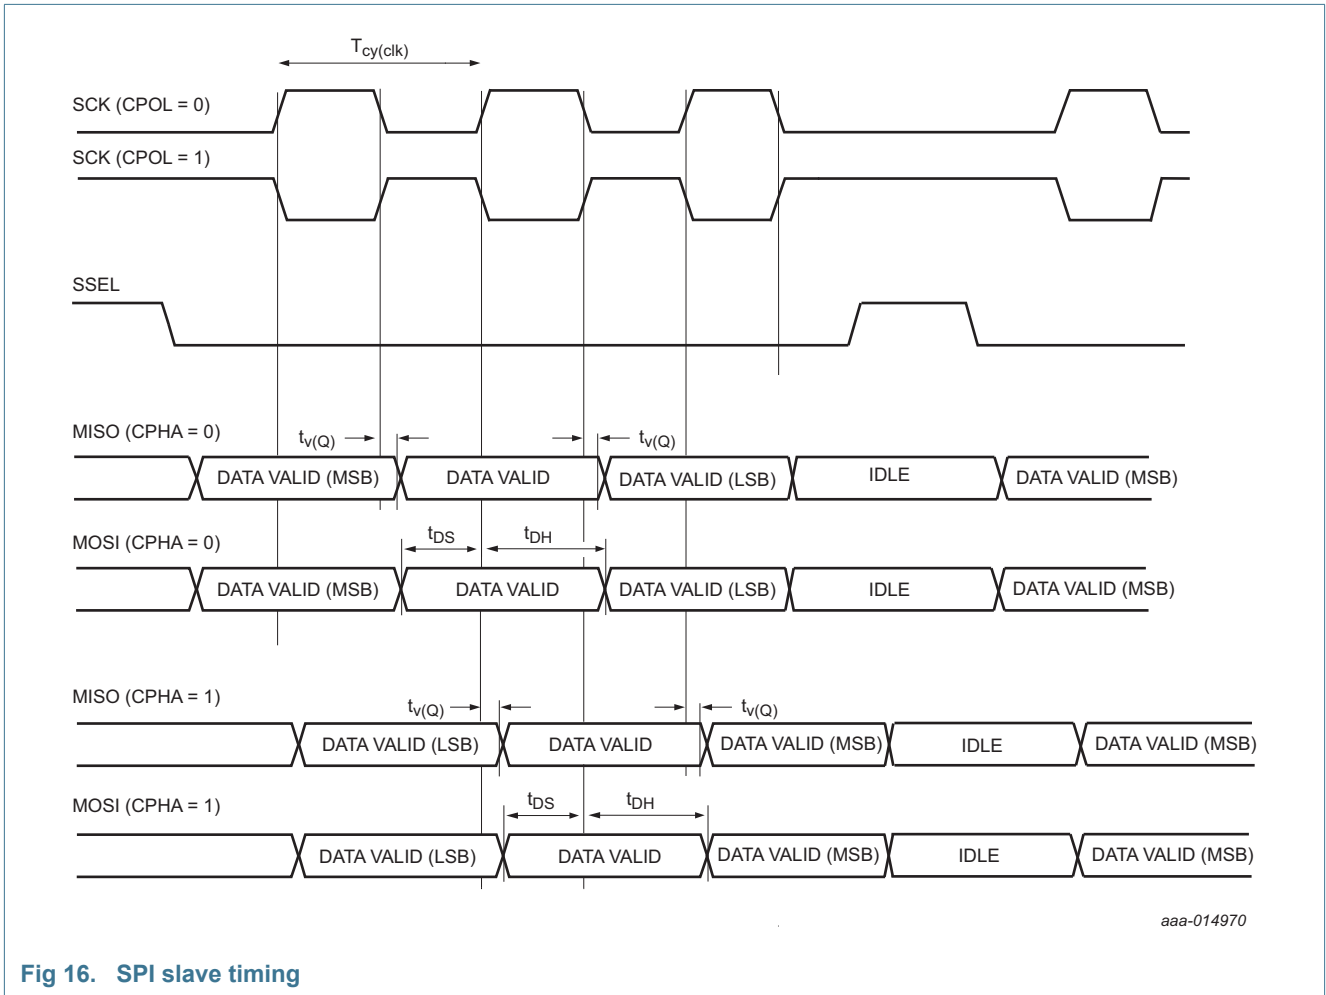 Tcy(clk)
SCK (CPOL = 0)
SCK (CPOL = 1)
SSEL
MISO (CPHA = 0)
tv(Q) tv(Q)
DATA VALID (MSB) DATA VALID DATA VALID (LSB) IDLE DATA VALID (MSB)
MOSI (CPHA = 0)
tDS tDH
DATA VALID (MSB) DATA VALID DATA VALID (LSB) IDLE DATA VALID (MSB)
MISO (CPHA = 1)
tv(Q) tv(Q)
DATA VALID (LSB) DATA VALID DATA VALID (MSB) IDLE DATA VALID (MSB)
MOSI (CPHA = 1)
tDS tDH
DATA VALID (LSB) DATA VALID DATA VALID (MSB) IDLE DATA VALID (MSB)
aaa-014970
Fig 16. SPI slave timing